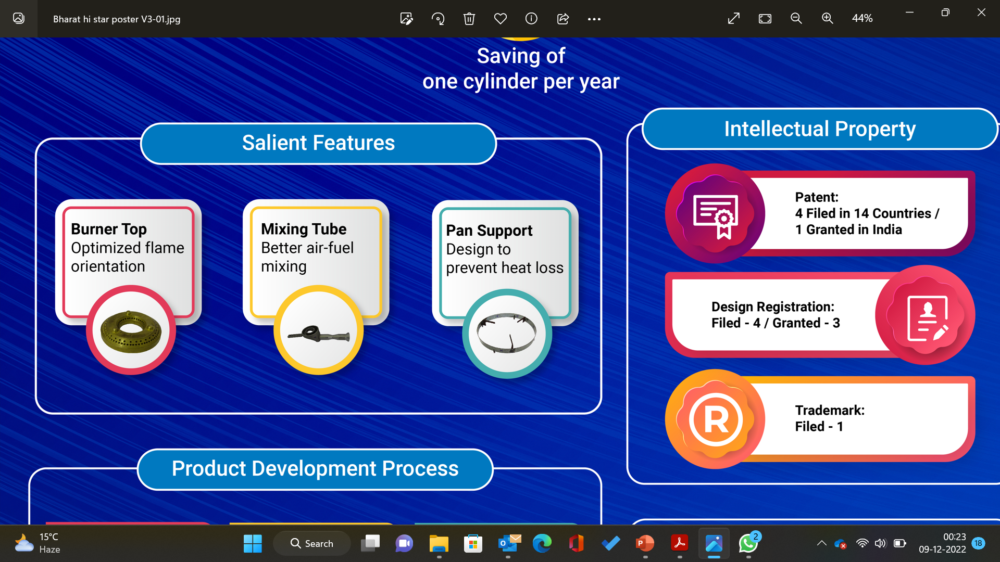 Bharat hi star poster V3-01.jpg
44%
Saving of
one cylinder per year
Salient Features
Burner Top
Optimized flame
orientation
Mixing Tube
Better air-fuel
mixing
Pan Support
Design to
prevent heat loss
Intellectual Property
Patent:
4 Filed in 14 Countries /
1 Granted in India
Design Registration:
Filed - 4 / Granted - 3
R
Trademark:
Filed - 1
Product Development Process
15°C
Haze
Search
2
00:23
09-12-2022
18